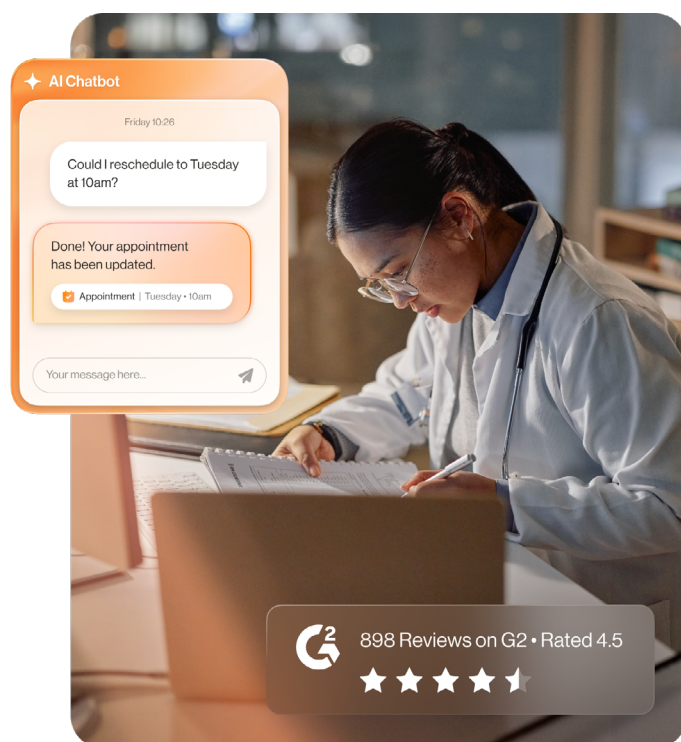 AI Chatbot
Friday 10:26
Could I reschedule to Tuesday
at 10am?
Done! Your appointment
has been updated.
Appointment | Tuesday • 10am
Your message here...
G2
898 Reviews on G2 • Rated 4.5